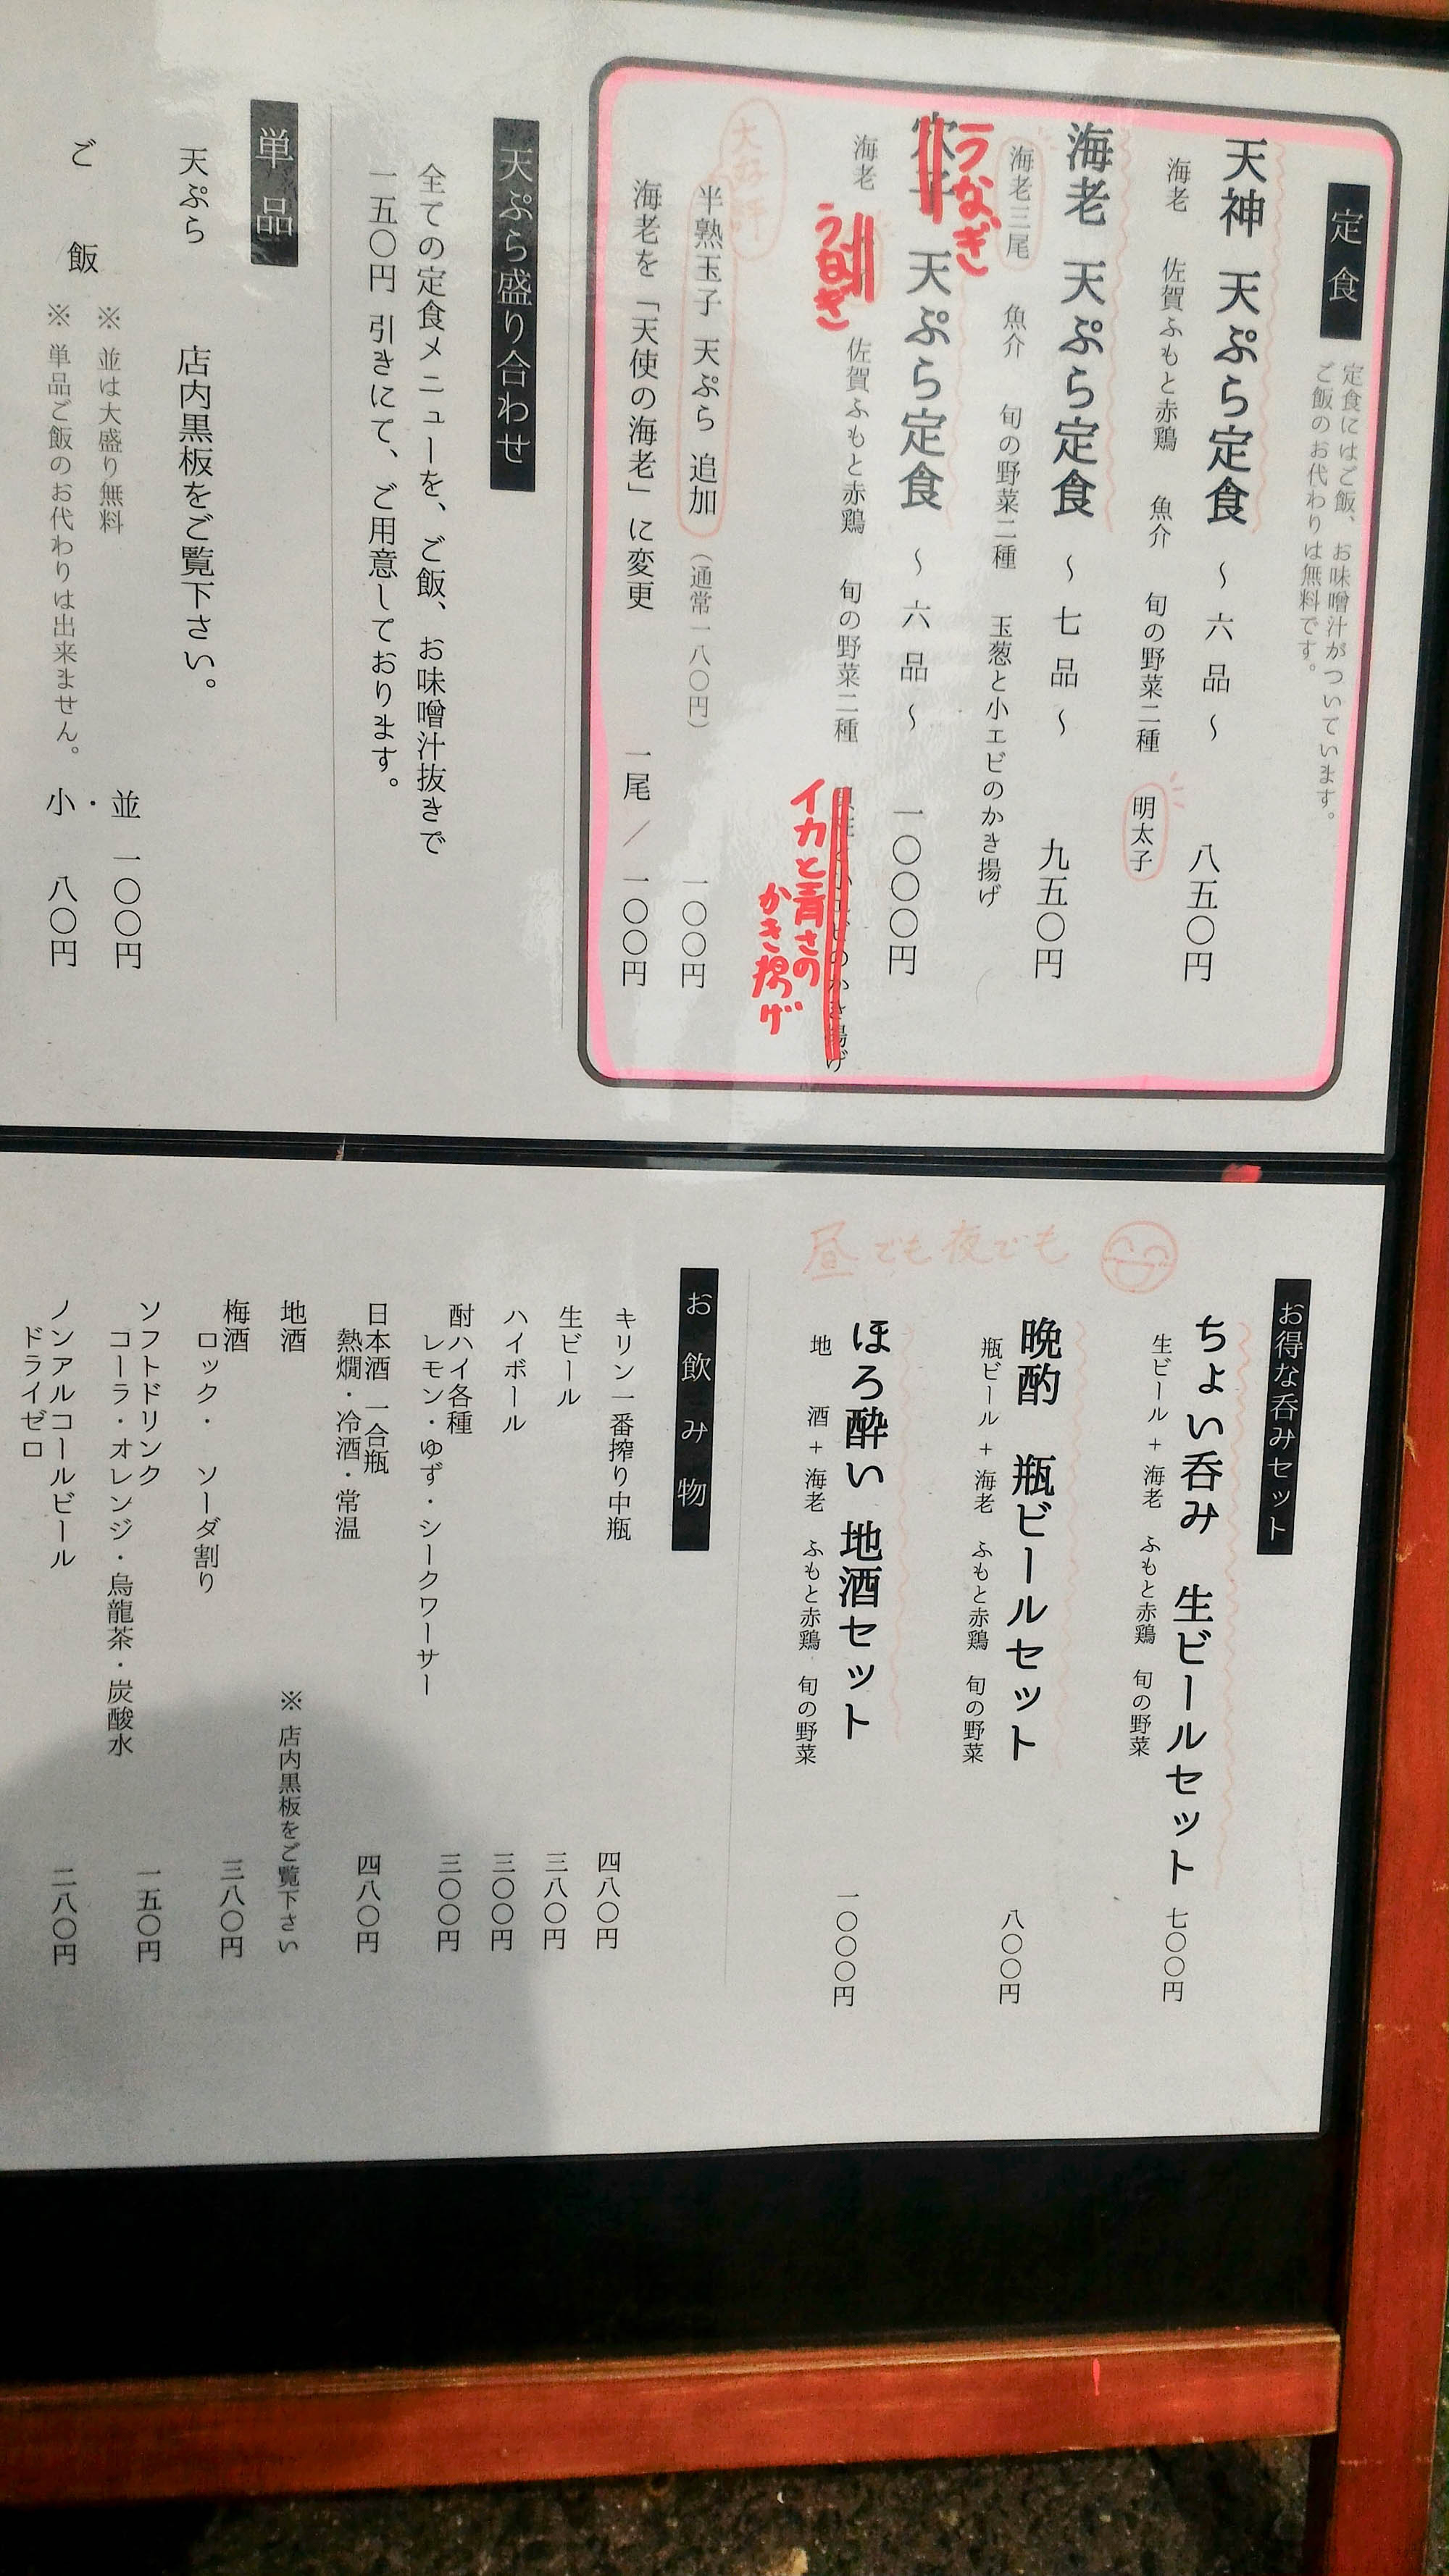 定食
定食にはご飯、お味噌汁がついています。
ご飯のお代わりは無料です。
天神 天ぷら定食 〜六品〜 八五〇円
海老 佐賀ふもと赤鶏 魚介 旬の野菜二種 明太子
海老 天ぷら定食 〜七品〜 九五〇円
海老三尾 魚介 旬の野菜二種 玉葱と小エビのかき揚げ
うなぎ
天ぷら定食 〜六品〜 一〇〇〇円
海老 うなぎ 佐賀ふもと赤鶏 旬の野菜二種
イカと青さの
かき揚げ
大好評
半熟玉子 天ぷら 追加 (通常一八〇円) 一〇〇円
海老を「天使の海老」に変更 一尾/一〇〇円
天ぷら盛り合わせ
全ての定食メニューを、ご飯、お味噌汁抜きで
一五〇円 引きにて、ご用意しております。
単品
天ぷら 店内黒板をご覧下さい。
ご飯 並・小
※ 並は大盛り無料 一〇〇円
※ 単品ご飯のお代わりは出来ません。 八〇円
お得な呑みセット
昼でも夜でも
ちょい呑み 生ビールセット 七〇〇円
生ビール + 海老 ふもと赤鶏 旬の野菜
晩酌 瓶ビールセット 八〇〇円
瓶ビール + 海老 ふもと赤鶏 旬の野菜
ほろ酔い 地酒セット 一〇〇〇円
地酒 + 海老 ふもと赤鶏 旬の野菜
お飲み物
キリン一番搾り中瓶 四八〇円
生ビール 三八〇円
ハイボール 三〇〇円
酎ハイ各種 三〇〇円
レモン・ゆず・シークワーサー
日本酒 一合瓶 四八〇円
熱燗・冷酒・常温
地酒 ※ 店内黒板をご覧下さい
梅酒 三八〇円
ロック・ソーダ割り
ソフトドリンク 一五〇円
コーラ・オレンジ・烏龍茶・炭酸水
ノンアルコールビール 二八〇円
ドライゼロ